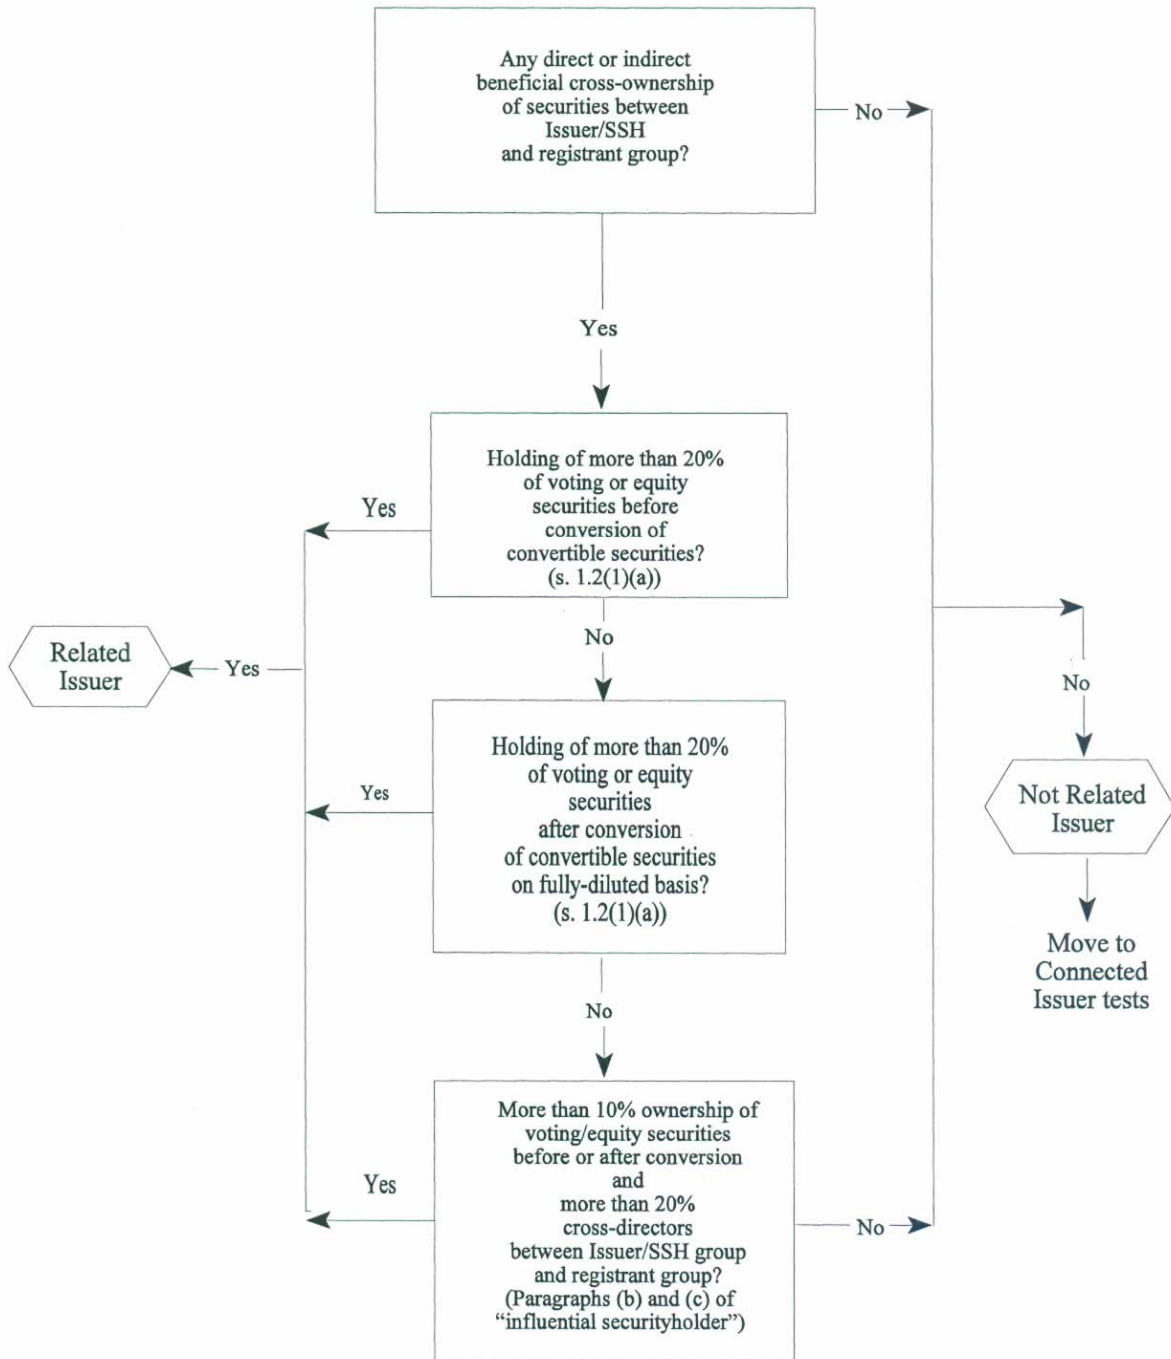 Any direct or indirect
beneficial cross-ownership
of securities between
Issuer/SSH
and registrant group?
No
Yes
Holding of more than 20%
of voting or equity
securities before
conversion of
convertible securities?
(s. 1.2(1)(a))
Yes
No
Related
Issuer
Yes
Holding of more than 20%
of voting or equity
securities
after conversion
of convertible securities
on fully-diluted basis?
(s. 1.2(1)(a))
Yes
No
No
Not Related
Issuer
Move to
Connected
Issuer tests
More than 10% ownership of
voting/equity securities
before or after conversion
and
more than 20%
cross-directors
between Issuer/SSH group
and registrant group?
(Paragraphs (b) and (c) of
“influential securityholder”)
Yes
No